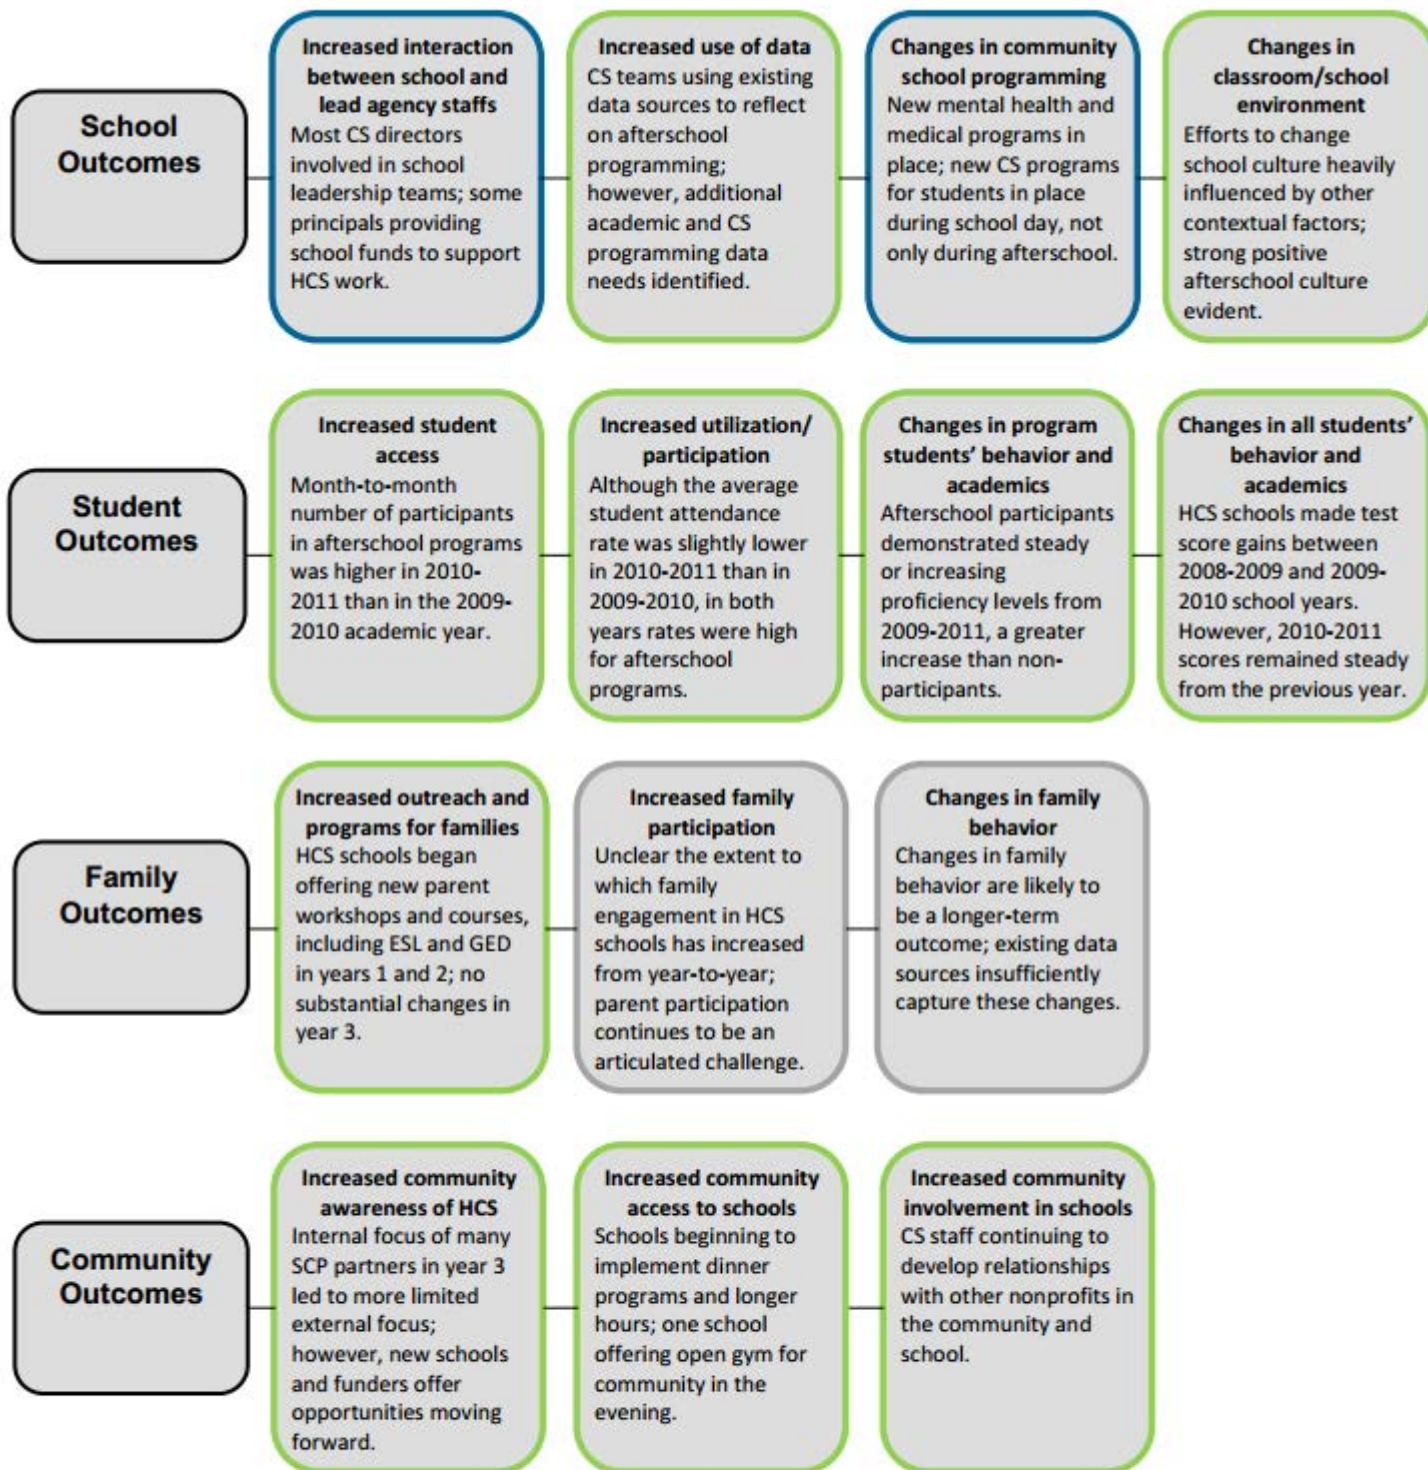 School
Outcomes
Increased interaction
between school and
lead agency staffs
Most CS directors
involved in school
leadership teams; some
principals providing
school funds to support
HCS work.
Increased use of data
CS teams using existing
data sources to reflect
on afterschool
programming;
however, additional
academic and CS
programming data
needs identified.
Changes in community
school programming
New mental health and
medical programs in
place; new CS programs
for students in place
during school day, not
only during afterschool.
Changes in
classroom/school
environment
Efforts to change
school culture heavily
influenced by other
contextual factors;
strong positive
afterschool culture
evident.
Student
Outcomes
Increased student
access
Month-to-month
number of participants
in afterschool programs
was higher in 2010-
2011 than in the 2009-
2010 academic year.
Increased utilization/
participation
Although the average
student attendance
rate was slightly lower
in 2010-2011 than in
2009-2010, in both
years rates were high
for afterschool
programs.
Changes in program
students’ behavior and
academics
Afterschool participants
demonstrated steady
or increasing
proficiency levels from
2009-2011, a greater
increase than non-
participants.
Changes in all students’
behavior and
academics
HCS schools made test
score gains between
2008-2009 and 2009-
2010 school years.
However, 2010-2011
scores remained steady
from the previous year.
Family
Outcomes
Increased outreach and
programs for families
HCS schools began
offering new parent
workshops and courses,
including ESL and GED
in years 1 and 2; no
substantial changes in
year 3.
Increased family
participation
Unclear the extent to
which family
engagement in HCS
schools has increased
from year-to-year;
parent participation
continues to be an
articulated challenge.
Changes in family
behavior
Changes in family
behavior are likely to
be a longer-term
outcome; existing data
sources insufficiently
capture these changes.
Community
Outcomes
Increased community
awareness of HCS
Internal focus of many
SCP partners in year 3
led to more limited
external focus;
however, new schools
and funders offer
opportunities moving
forward.
Increased community
access to schools
Schools beginning to
implement dinner
programs and longer
hours; one school
offering open gym for
community in the
evening.
Increased community
involvement in schools
CS staff continuing to
develop relationships
with other nonprofits in
the community and
school.